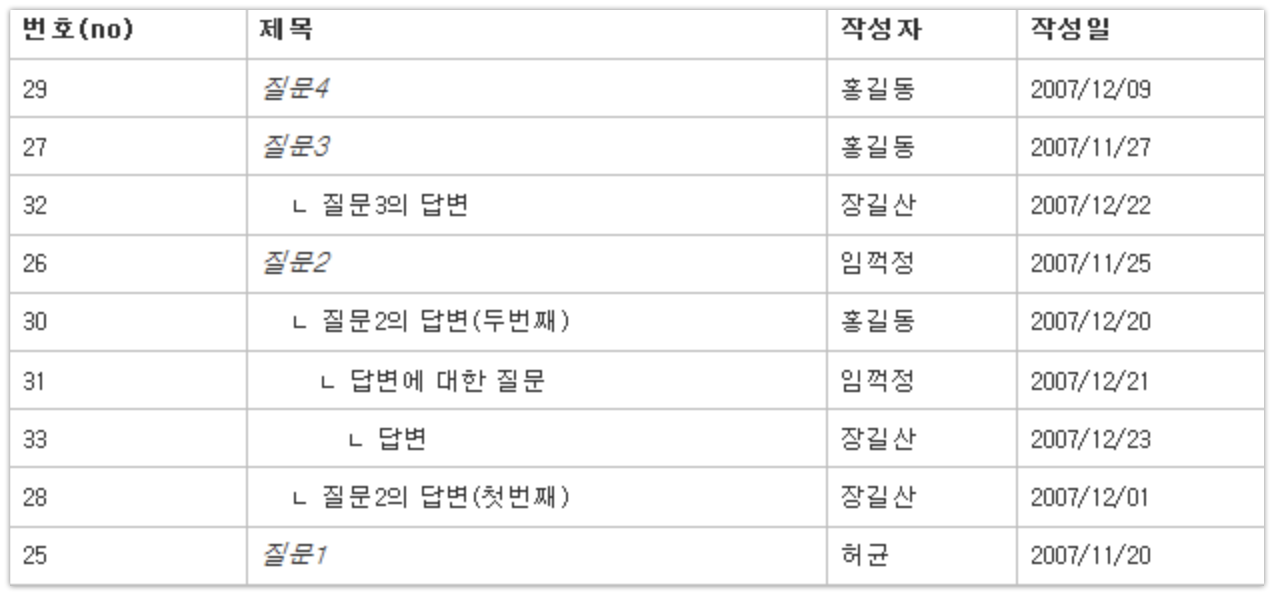 번호(no) 제목 작성자 작성일
29 질문4 홍길동 2007/12/09
27 질문3 홍길동 2007/11/27
32 ㄴ 질문3의 답변 장길산 2007/12/22
26 질문2 임꺽정 2007/11/25
30 ㄴ 질문2의 답변(두번째) 홍길동 2007/12/20
31 ㄴ 답변에 대한 질문 임꺽정 2007/12/21
33 ㄴ 답변 장길산 2007/12/23
28 ㄴ 질문2의 답변(첫번째) 장길산 2007/12/01
25 질문1 허균 2007/11/20